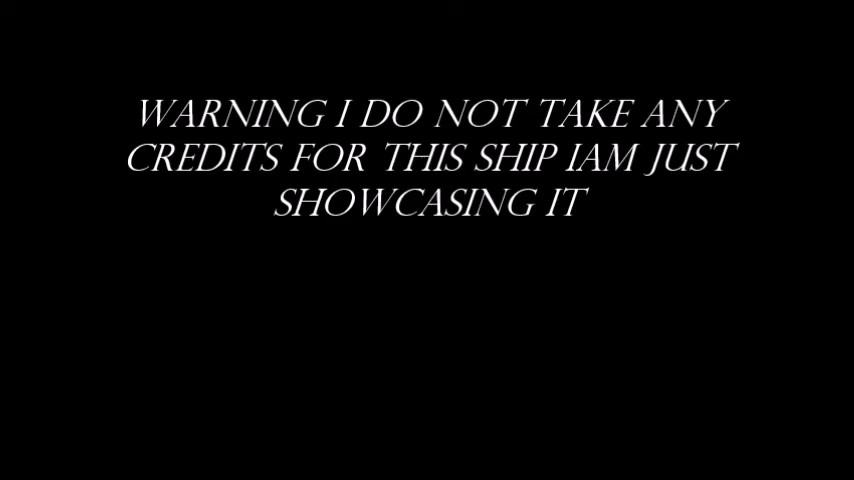 WARNING I DO NOT TAKE ANY
CREDITS FOR THIS SHIP IAM JUST
SHOWCASING IT